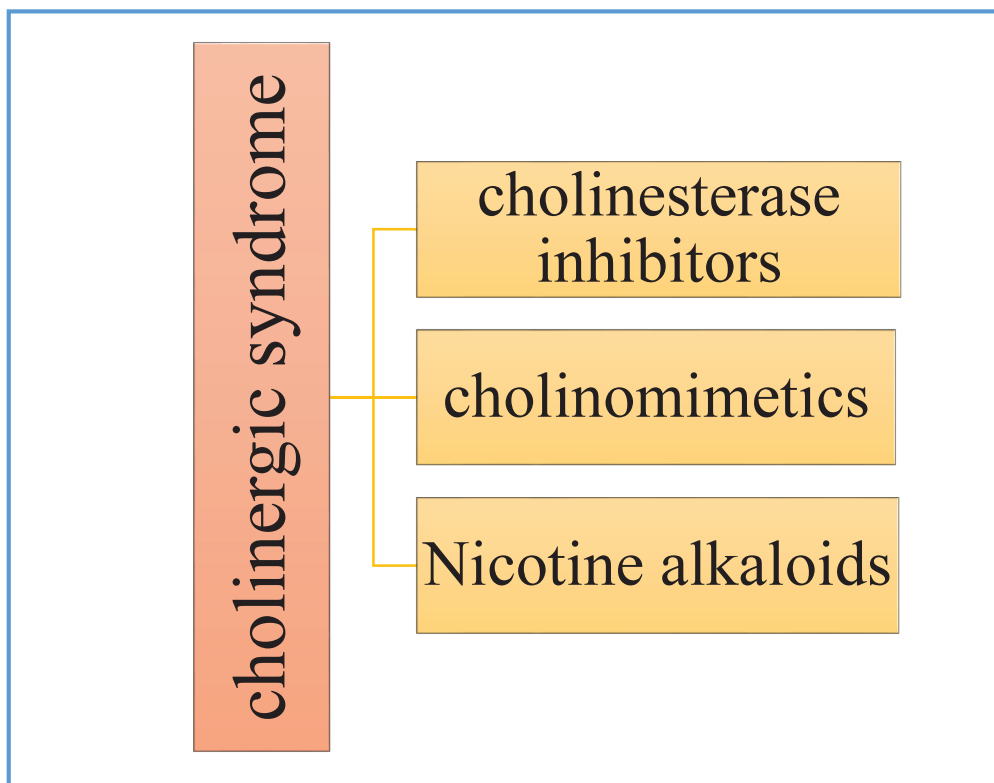 cholinergic syndrome
cholinesterase
inhibitors
cholinomimetics
Nicotine alkaloids